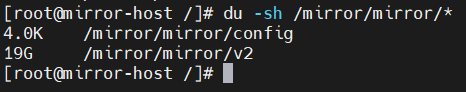 [root@mirror-host /]# du -sh /mirror/mirror/*
4.0K    /mirror/mirror/config
19G     /mirror/mirror/v2
[root@mirror-host /]#